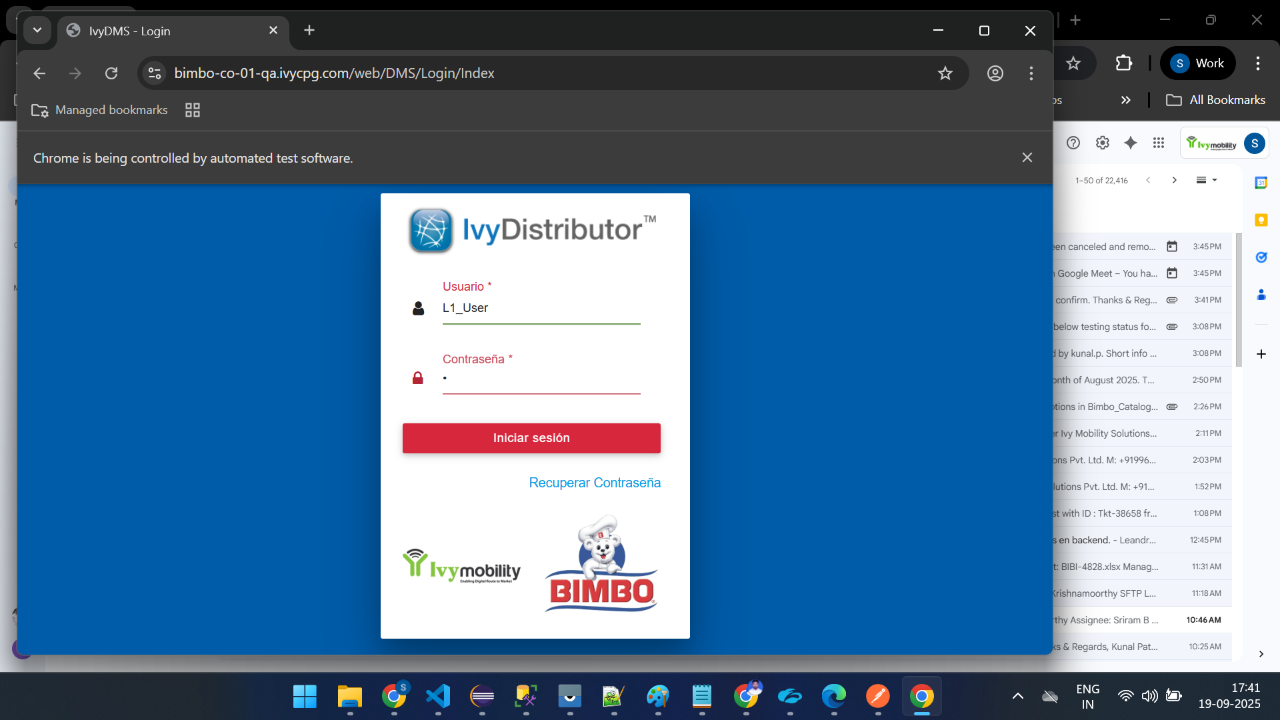 IvyDMS - Login
bimbo-co-01-qa.ivycpg.com/web/DMS/Login/Index
S Work
Managed bookmarks
All Bookmarks
Chrome is being controlled by automated test software.
Ivymobility S
1–50 of 22,416
IvyDistributor™
Usuario *
L1_User
Contraseña *
Iniciar sesión
Recuperar Contraseña
Ivymobility
BIMBO
een canceled and remo... 3:45 PM
n Google Meet – You ha... 3:45 PM
confirm. Thanks & Reg... 3:41 PM
below testing status fo... 3:08 PM
d by kunal.p. Short info ... 3:08 PM
onth of August 2025. T... 2:50 PM
tions in Bimbo_Catalog... 2:26 PM
er Ivy Mobility Solutions... 2:11 PM
ons Pvt. Ltd. M: +91996... 2:03 PM
lutions Pvt. Ltd. M: +91... 1:52 PM
st with ID : Tkt-38658 fr... 1:08 PM
s en backend. - Leandr... 12:45 PM
t: BIBI-4828.xlsx Manag... 11:31 AM
Krishnamoorthy SFTP L... 11:18 AM
rthy Assignee: Sriram B ... 10:46 AM
ks & Regards, Kunal Pat... 10:25 AM
ENG
IN
17:41
19-09-2025